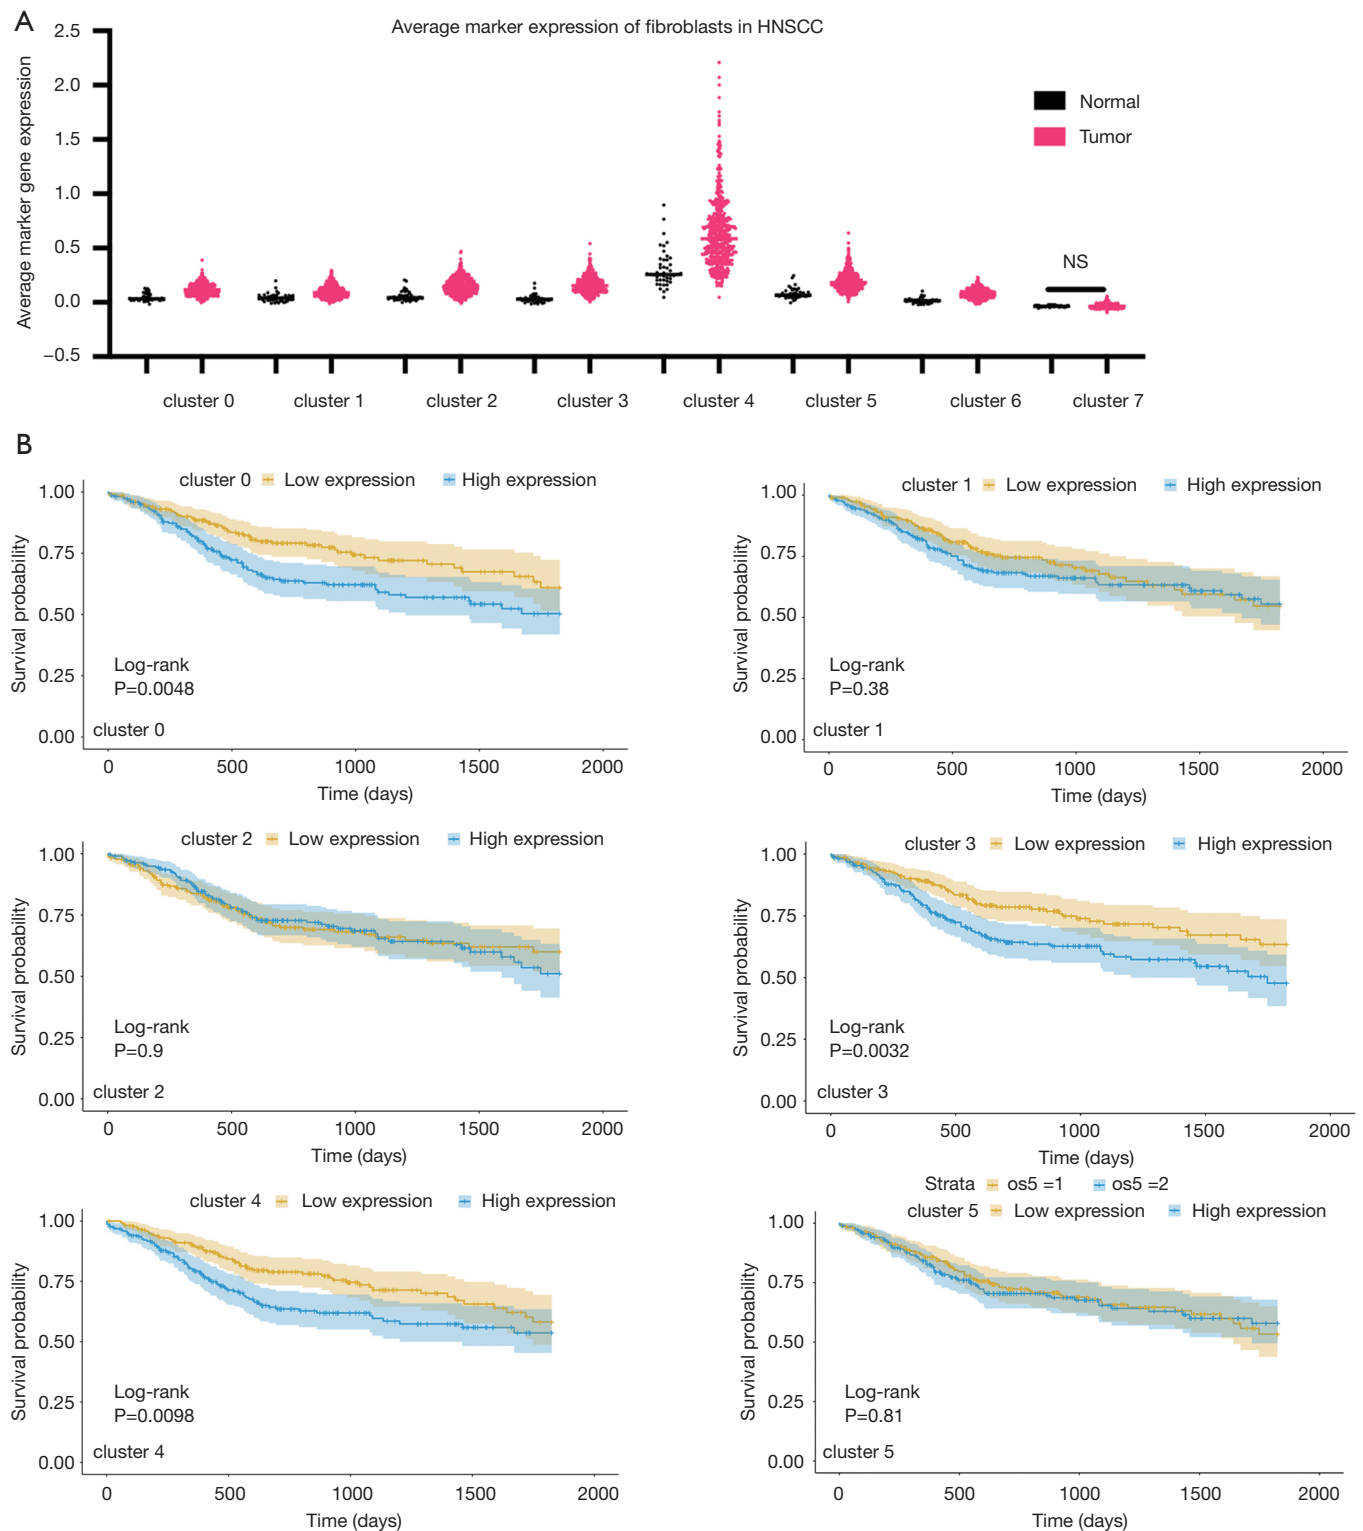 A
Average marker expression of fibroblasts in HNSCC
Average marker gene expression
2.5
2.0
1.5
1.0
0.5
0.0
−0.5
Normal
Tumor
NS
cluster 0 cluster 1 cluster 2 cluster 3 cluster 4 cluster 5 cluster 6 cluster 7
B
cluster 0 Low expression High expression
Survival probability
1.00
0.75
0.50
0.25
0.00
Log-rank
P=0.0048
cluster 0
0 500 1000 1500 2000
Time (days)
cluster 1 Low expression High expression
Survival probability
1.00
0.75
0.50
0.25
0.00
Log-rank
P=0.38
cluster 1
0 500 1000 1500 2000
Time (days)
cluster 2 Low expression High expression
Survival probability
1.00
0.75
0.50
0.25
0.00
Log-rank
P=0.9
cluster 2
0 500 1000 1500 2000
Time (days)
cluster 3 Low expression High expression
Survival probability
1.00
0.75
0.50
0.25
0.00
Log-rank
P=0.0032
cluster 3
0 500 1000 1500 2000
Time (days)
cluster 4 Low expression High expression
Survival probability
1.00
0.75
0.50
0.25
0.00
Log-rank
P=0.0098
cluster 4
0 500 1000 1500 2000
Time (days)
Strata os5 =1 os5 =2
cluster 5 Low expression High expression
Survival probability
1.00
0.75
0.50
0.25
0.00
Log-rank
P=0.81
cluster 5
0 500 1000 1500 2000
Time (days)